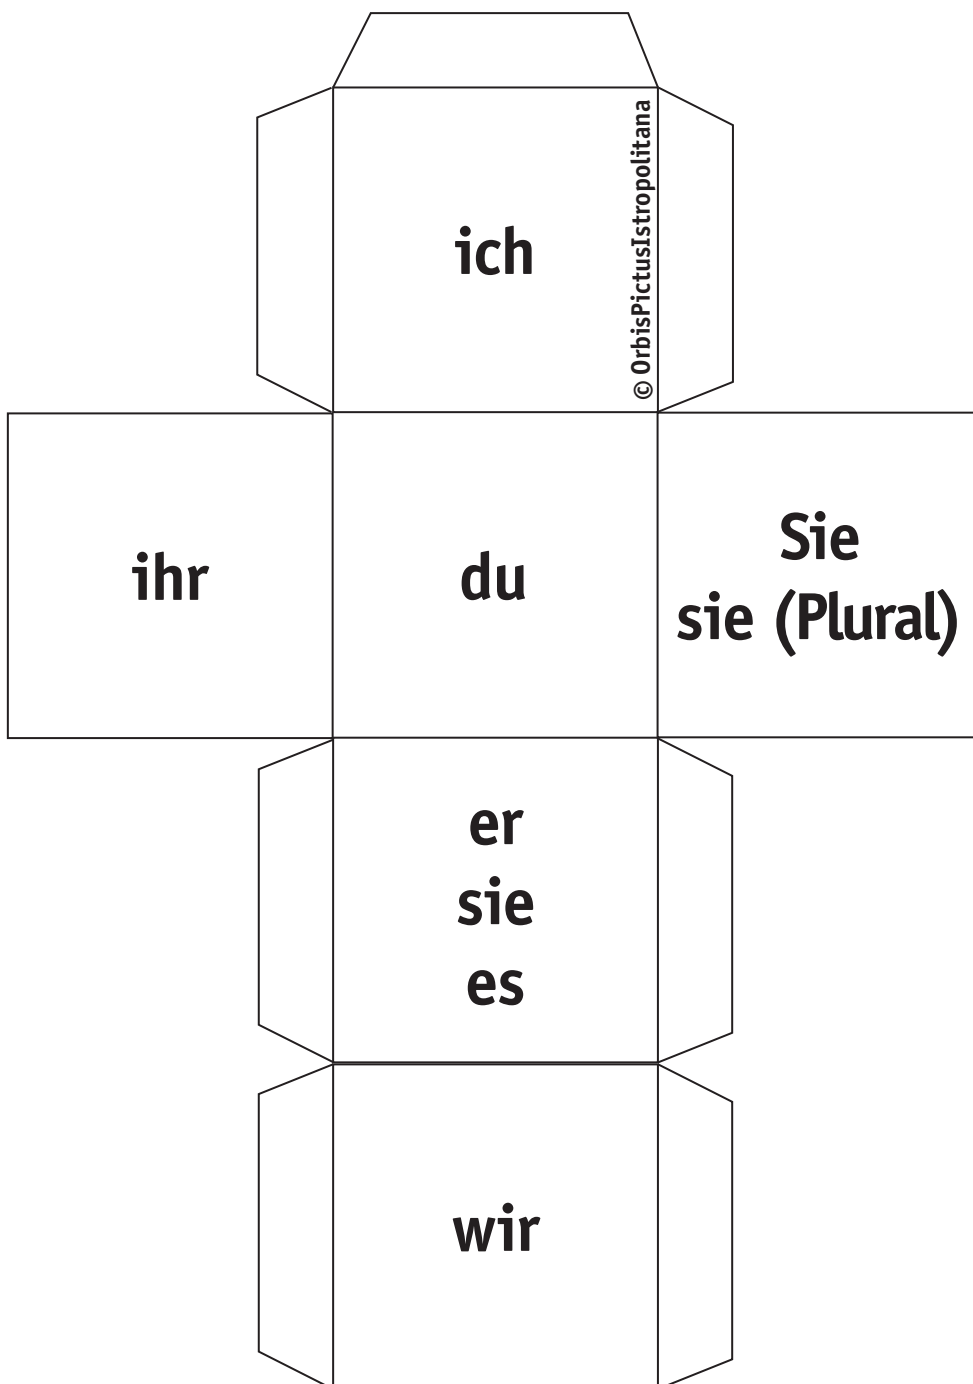 ich
© OrbisPictusIstropolitana
ihr
du
Sie
sie (Plural)
er
sie
es
wir